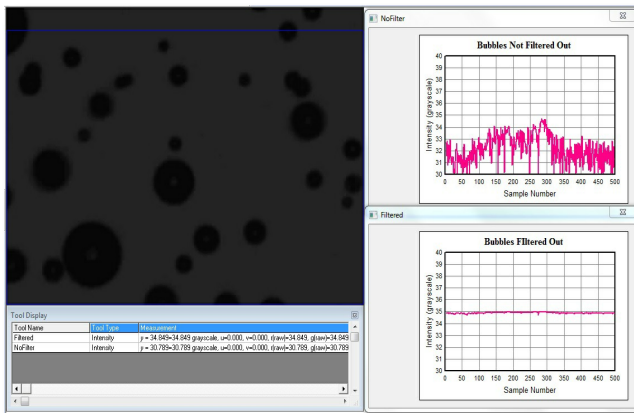 NoFilter
Bubbles Not Filtered Out
Intensity (grayscale)
40
39
38
37
36
35
34
33
32
31
30
0 50 100 150 200 250 300 350 400 450 500
Sample Number
Filtered
Bubbles FIltered Out
Intensity (grayscale)
40
39
38
37
36
35
34
33
32
31
30
0 50 100 150 200 250 300 350 400 450 500
Sample Number
Tool Display
Tool Name Tool Type Measurement
Filtered Intensity y = 34.849=34.849 grayscale, u=0.000, v=0.000, r(raw)=34.849, g(raw)=34.849
NoFilter Intensity y = 30.789=30.789 grayscale, u=0.000, v=0.000, r(raw)=30.789, g(raw)=30.789